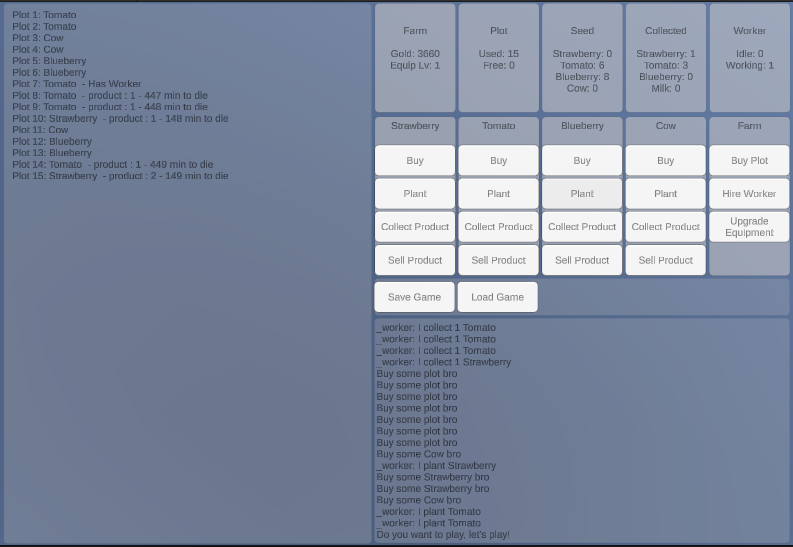 Plot 1: Tomato
Plot 2: Tomato
Plot 3: Cow
Plot 4: Cow
Plot 5: Blueberry
Plot 6: Blueberry
Plot 7: Tomato - Has Worker
Plot 8: Tomato - product : 1 - 447 min to die
Plot 9: Tomato - product : 1 - 448 min to die
Plot 10: Strawberry - product : 1 - 148 min to die
Plot 11: Cow
Plot 12: Blueberry
Plot 13: Blueberry
Plot 14: Tomato - product : 1 - 449 min to die
Plot 15: Strawberry - product : 2 - 149 min to die
Farm
Gold: 3660
Equip Lv: 1
Plot
Used: 15
Free: 0
Seed
Strawberry: 0
Tomato: 6
Blueberry: 8
Cow: 0
Collected
Strawberry: 1
Tomato: 3
Blueberry: 0
Milk: 0
Worker
Idle: 0
Working: 1
Strawberry Tomato Blueberry Cow Farm
Buy Buy Buy Buy Buy Plot
Plant Plant Plant Plant Hire Worker
Collect Product Collect Product Collect Product Collect Product Upgrade
Equipment
Sell Product Sell Product Sell Product Sell Product
Save Game Load Game
_worker: I collect 1 Tomato
_worker: I collect 1 Tomato
_worker: I collect 1 Tomato
_worker: I collect 1 Strawberry
Buy some plot bro
Buy some plot bro
Buy some plot bro
Buy some plot bro
Buy some plot bro
Buy some plot bro
Buy some plot bro
Buy some Cow bro
_worker: I plant Strawberry
Buy some Strawberry bro
Buy some Strawberry bro
Buy some Cow bro
_worker: I plant Tomato
_worker: I plant Tomato
Do you want to play, let's play!